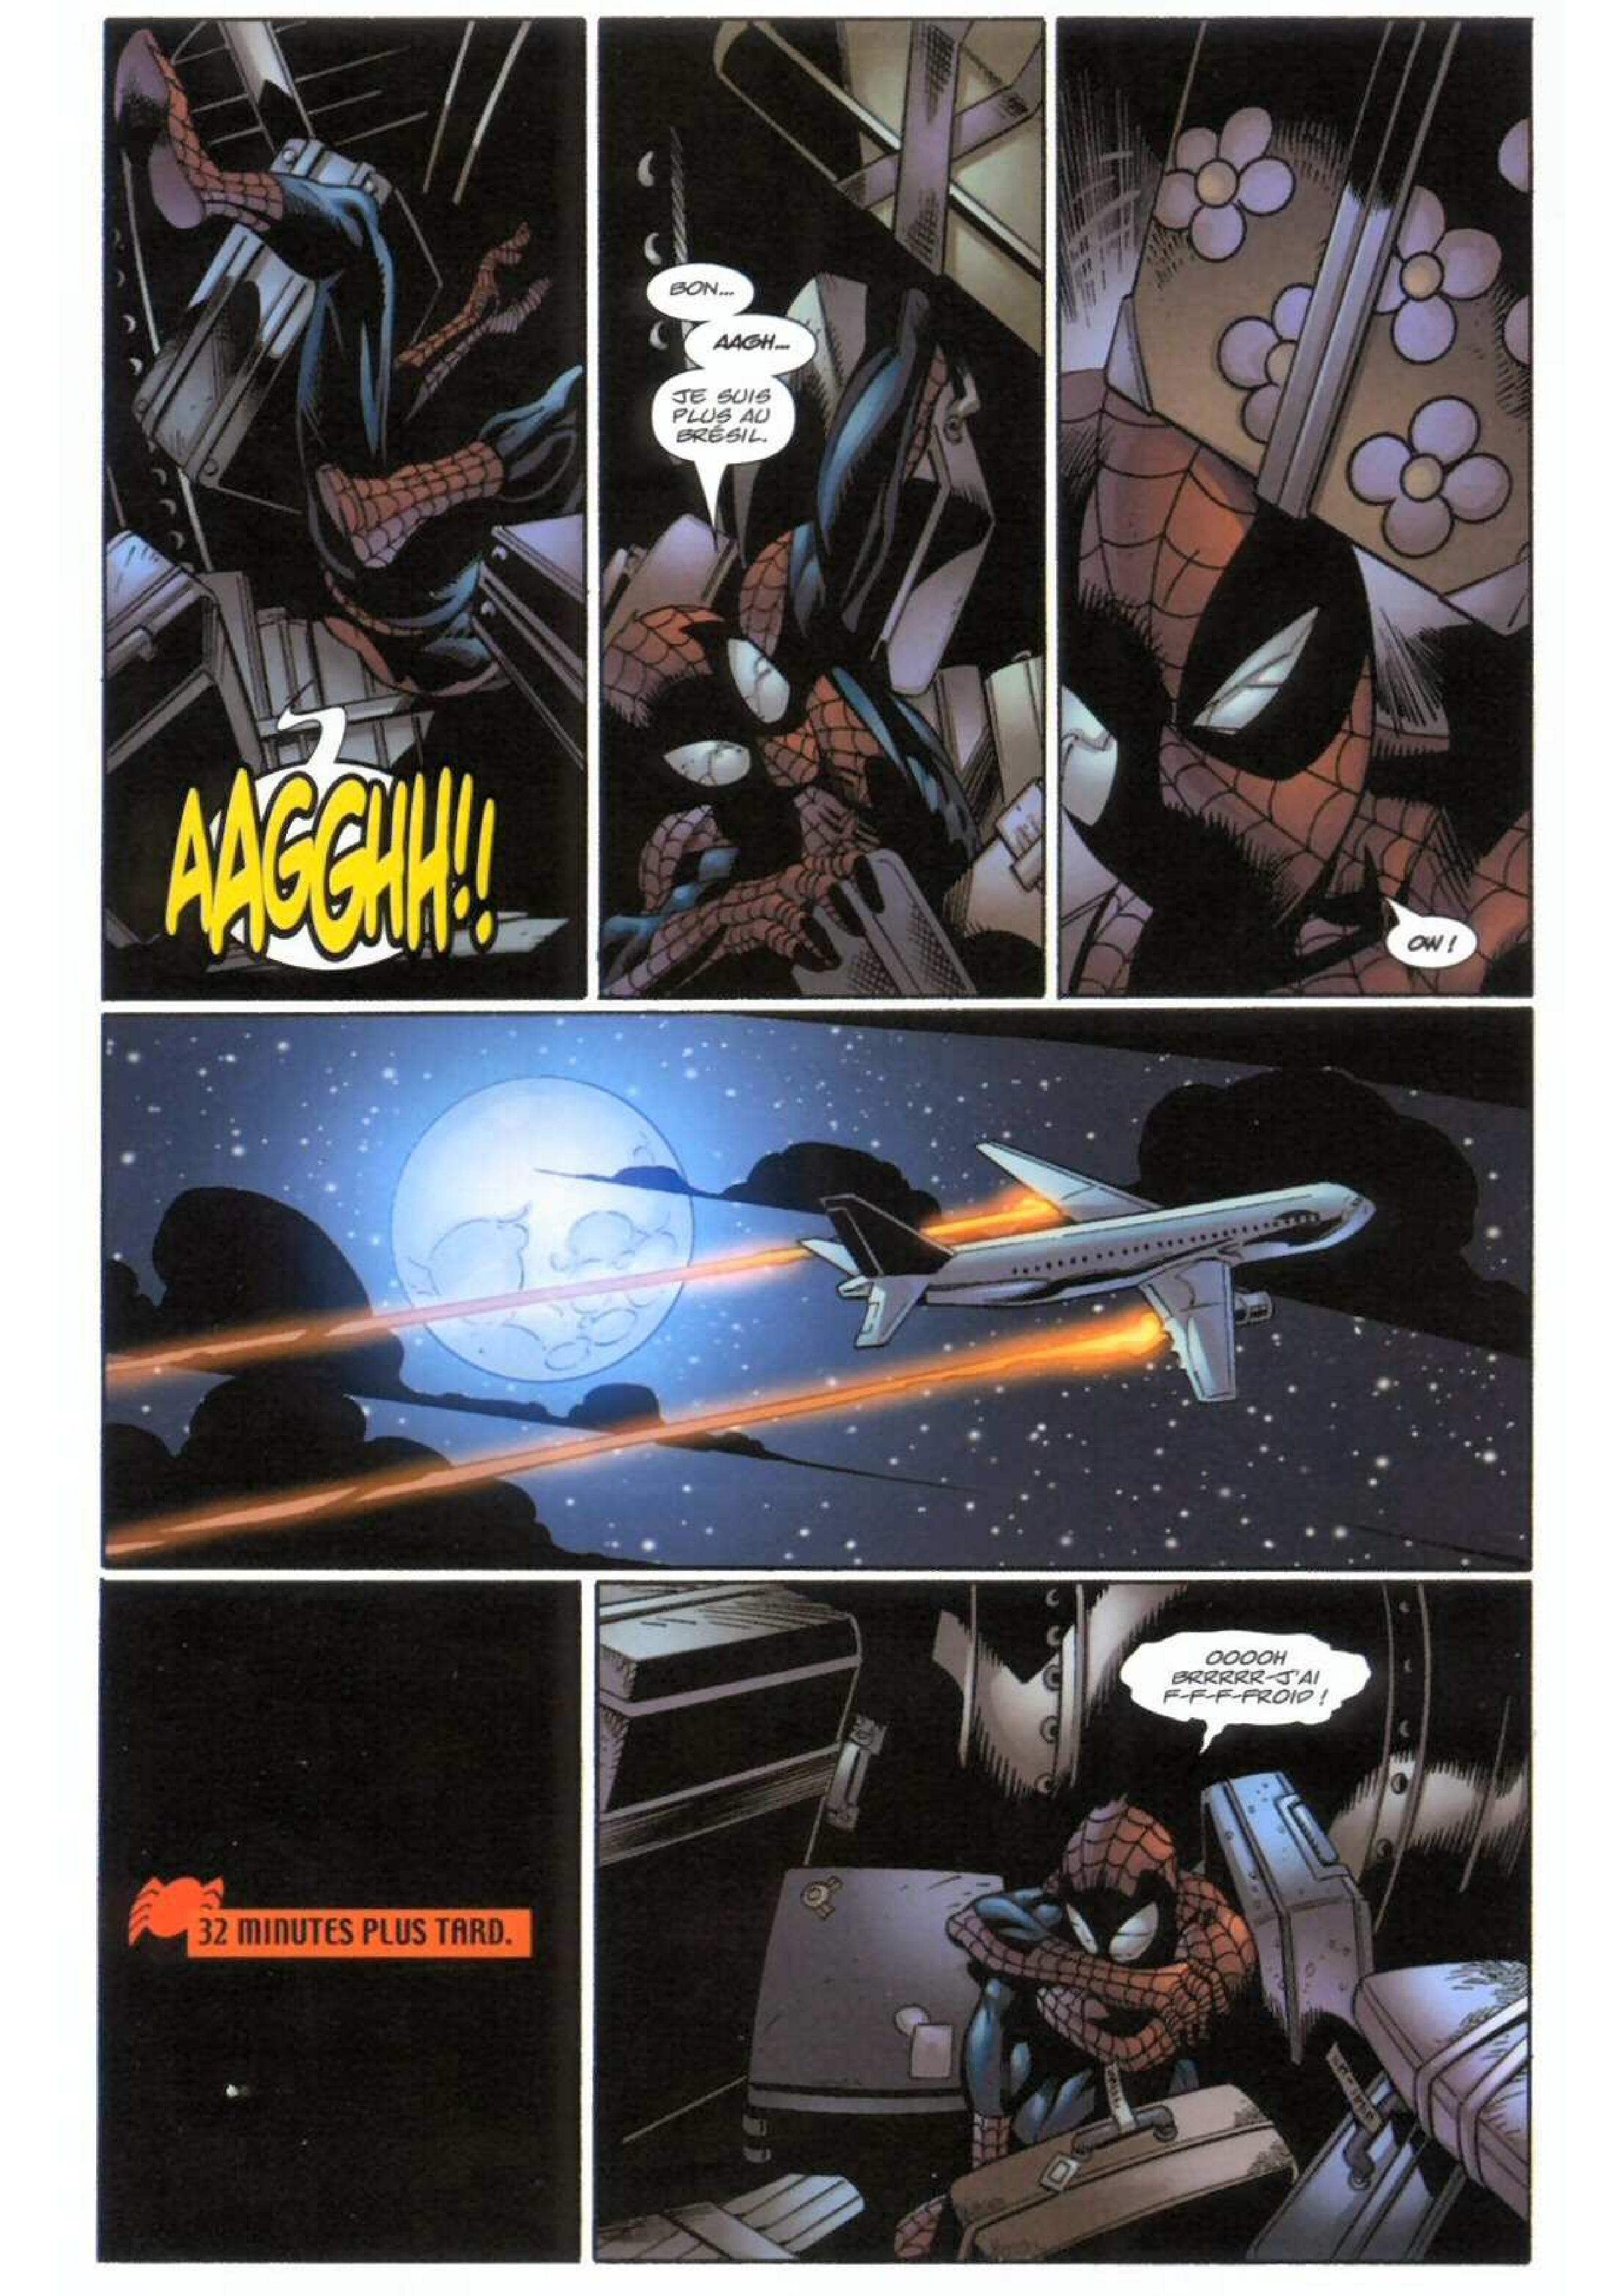 AAGGHH!!
BON...
AAGH...
JE SUIS
PLUS AU
BRÉSIL.
OW !
32 MINUTES PLUS TARD.
OOOOH
BRRRRR-J'AI
F-F-F-FROID !